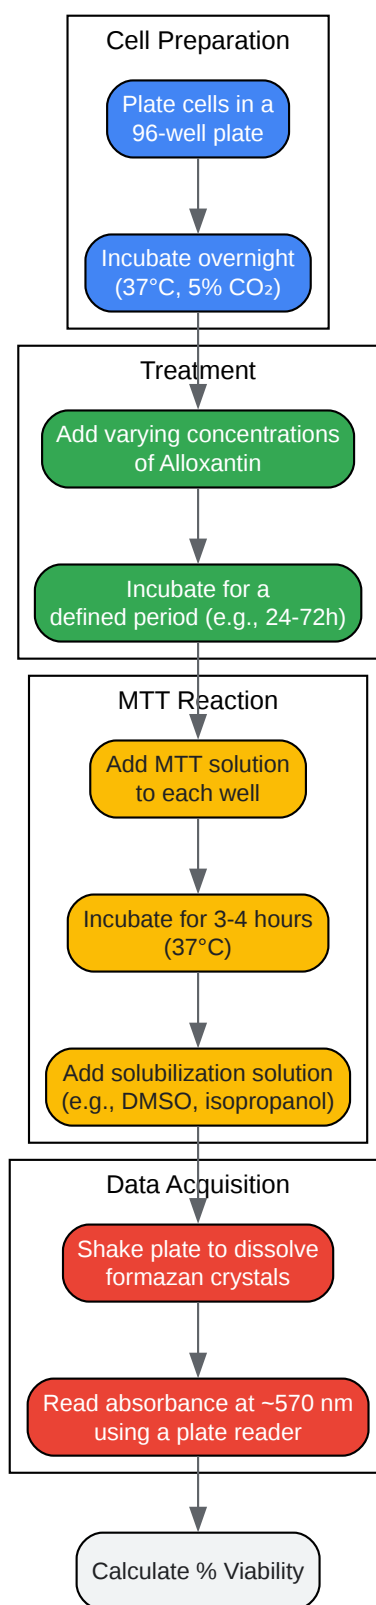 Cell Preparation
Plate cells in a
96-well plate
Incubate overnight
(37°C, 5% CO₂)
Treatment
Add varying concentrations
of Alloxantin
Incubate for a
defined period (e.g., 24-72h)
MTT Reaction
Add MTT solution
to each well
Incubate for 3-4 hours
(37°C)
Add solubilization solution
(e.g., DMSO, isopropanol)
Data Acquisition
Shake plate to dissolve
formazan crystals
Read absorbance at ~570 nm
using a plate reader
Calculate % Viability